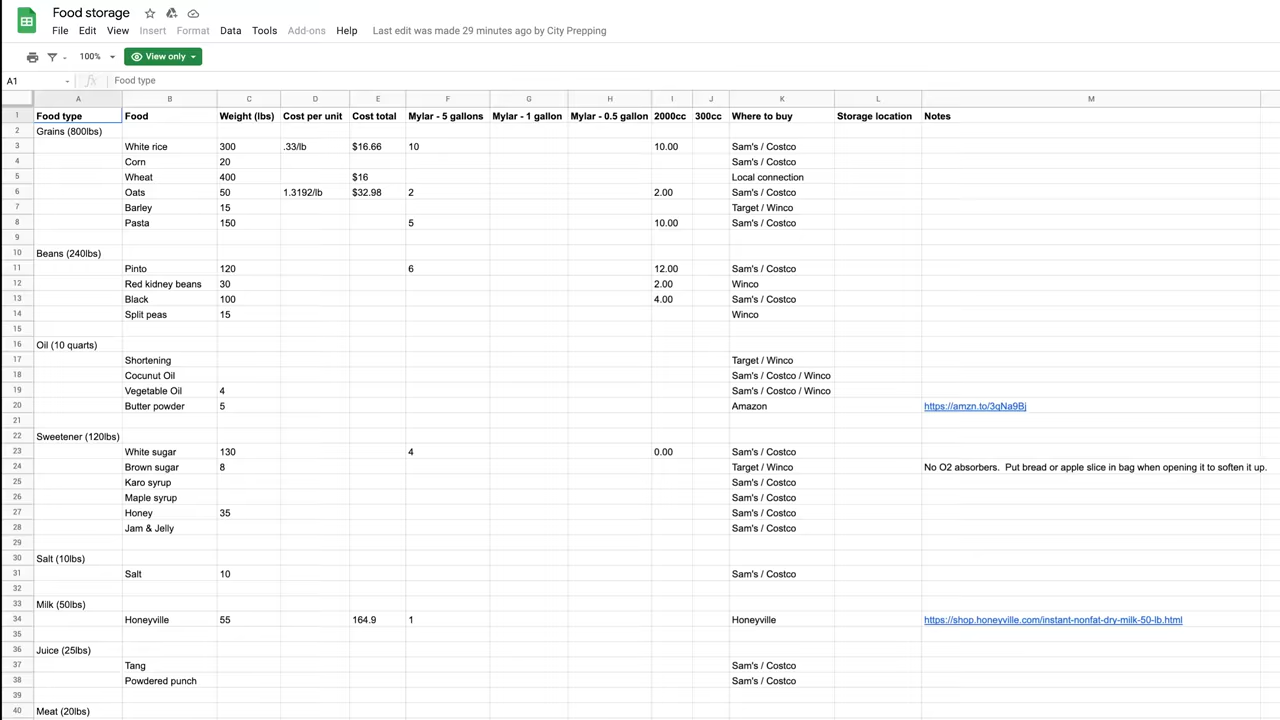 Food storage
File Edit View Insert Format Data Tools Add-ons Help Last edit was made 29 minutes ago by City Prepping
100% View only
A1 fx Food type
A B C D E F G H I J K L M
1 Food type Food Weight (lbs) Cost per unit Cost total Mylar - 5 gallons Mylar - 1 gallon Mylar - 0.5 gallon 2000cc 300cc Where to buy Storage location Notes
2 Grains (800lbs)
3 White rice 300 .33/lb $16.66 10 10.00 Sam's / Costco
4 Corn 20 Sam's / Costco
5 Wheat 400 $16 Local connection
6 Oats 50 1.3192/lb $32.98 2 2.00 Sam's / Costco
7 Barley 15 Target / Winco
8 Pasta 150 5 10.00 Sam's / Costco
9
10 Beans (240lbs)
11 Pinto 120 6 12.00 Sam's / Costco
12 Red kidney beans 30 2.00 Winco
13 Black 100 4.00 Sam's / Costco
14 Split peas 15 Winco
15
16 Oil (10 quarts)
17 Shortening Target / Winco
18 Cocunut Oil Sam's / Costco / Winco
19 Vegetable Oil 4 Sam's / Costco / Winco
20 Butter powder 5 Amazon https://amzn.to/3qNa9Bj
21
22 Sweetener (120lbs)
23 White sugar 130 4 0.00 Sam's / Costco
24 Brown sugar 8 Target / Winco No O2 absorbers. Put bread or apple slice in bag when opening it to soften it up.
25 Karo syrup Sam's / Costco
26 Maple syrup Sam's / Costco
27 Honey 35 Sam's / Costco
28 Jam & Jelly Sam's / Costco
29
30 Salt (10lbs)
31 Salt 10 Sam's / Costco
32
33 Milk (50lbs)
34 Honeyville 55 164.9 1 Honeyville https://shop.honeyville.com/instant-nonfat-dry-milk-50-lb.html
35
36 Juice (25lbs)
37 Tang Sam's / Costco
38 Powdered punch Sam's / Costco
39
40 Meat (20lbs)